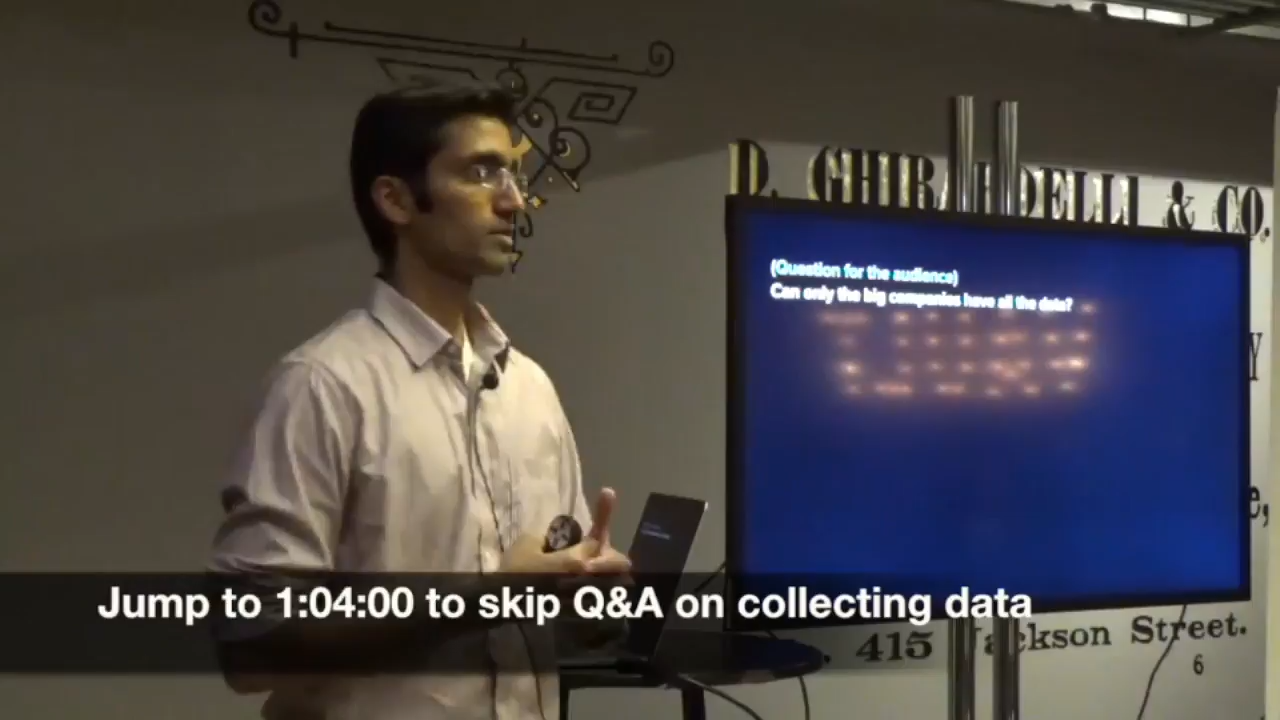 D. GHIRARDELLI & CO.
(Question for the audience)
Can only the big companies have all the data?
Jump to 1:04:00 to skip Q&A on collecting data
415 Jackson Street.
6